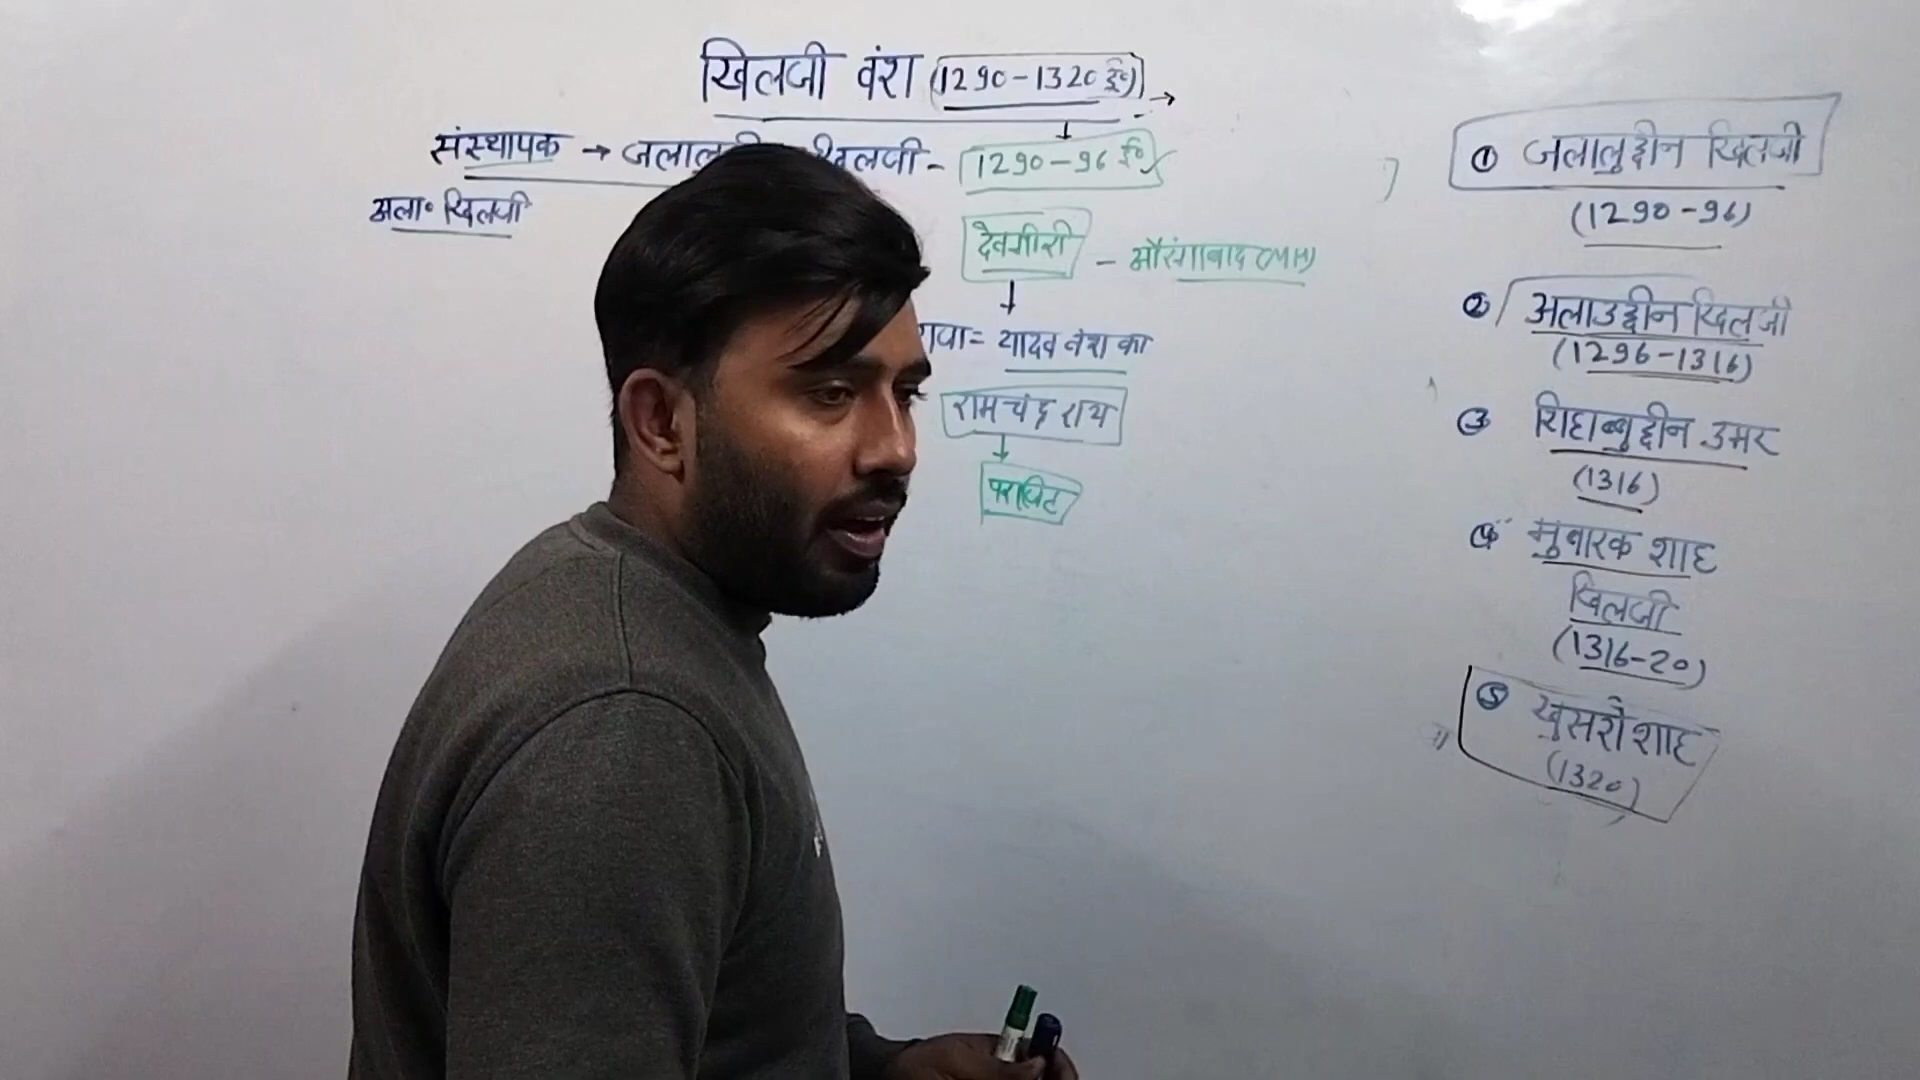 खिलजी वंश (1290-1320 ई०) →
संस्थापक → जलालु खिलजी - 1290-96 ई०
अला० खिलजी
देवगीरी - औरंगाबाद (MH)
यादव वंश का
रामचंद्र राय
पराजित
① जलालुद्दीन खिलजी
(1290-96)
② अलाउद्दीन खिलजी
(1296-1316)
③ शिहाबुद्दीन उमर
(1316)
④ मुबारक शाह
खिलजी
(1316-20)
⑤ खुसरो शाह
(1320)